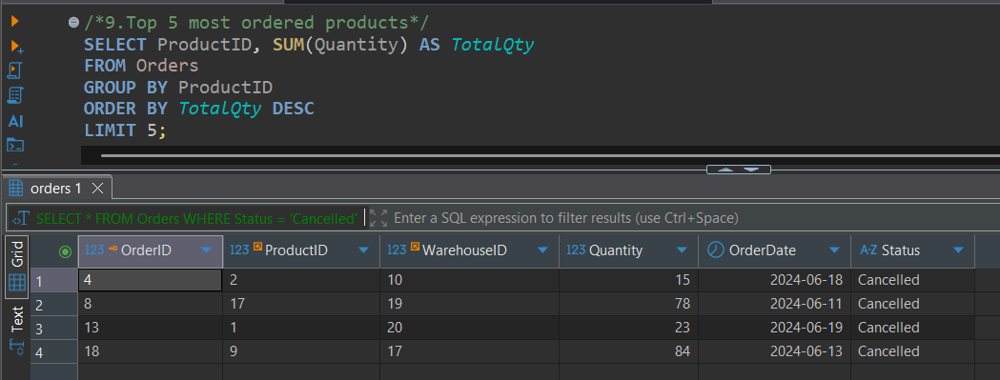 /*9.Top 5 most ordered products*/
SELECT ProductID, SUM(Quantity) AS TotalQty
FROM Orders
GROUP BY ProductID
ORDER BY TotalQty DESC
LIMIT 5;
AI
orders 1
SELECT * FROM Orders WHERE Status = 'Cancelled' Enter a SQL expression to filter results (use Ctrl+Space)
Grid
Text
123 OrderID 123 ProductID 123 WarehouseID 123 Quantity OrderDate A-Z Status
1 4 2 10 15 2024-06-18 Cancelled
2 8 17 19 78 2024-06-11 Cancelled
3 13 1 20 23 2024-06-19 Cancelled
4 18 9 17 84 2024-06-13 Cancelled